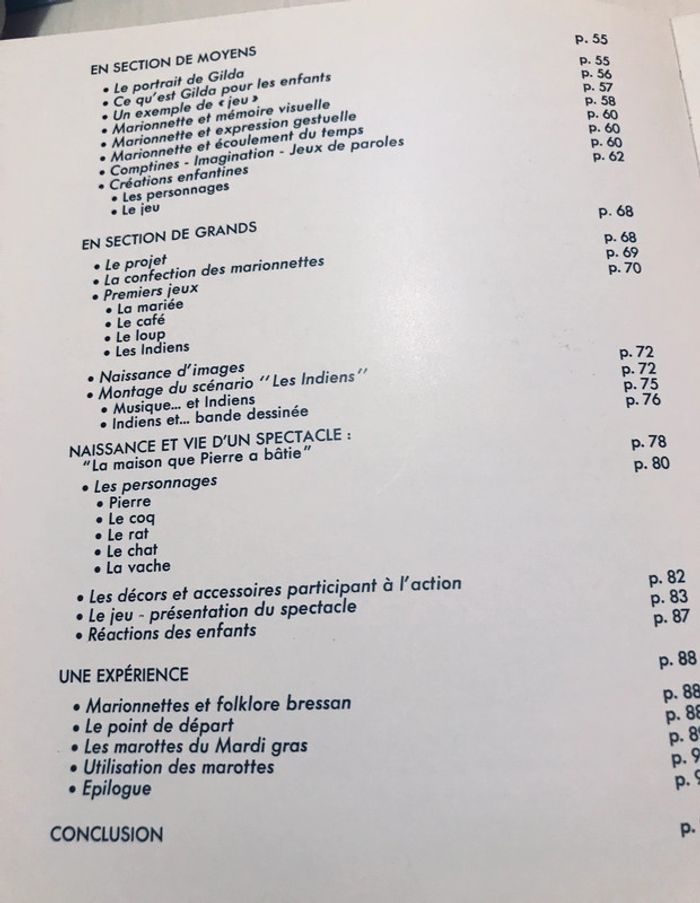 EN SECTION DE MOYENS p. 55
• Le portrait de Gilda p. 55
• Ce qu'est Gilda pour les enfants p. 56
• Un exemple de « jeu » p. 57
• Marionnette et mémoire visuelle p. 58
• Marionnette et expression gestuelle p. 60
• Marionnette et écoulement du temps p. 60
• Comptines - Imagination - Jeux de paroles p. 60
• Créations enfantines p. 62
• Les personnages
• Le jeu
EN SECTION DE GRANDS p. 68
• Le projet p. 68
• La confection des marionnettes p. 69
• Premiers jeux p. 70
• La mariée
• Le café
• Le loup
• Les Indiens
• Naissance d'images p. 72
• Montage du scénario "Les Indiens" p. 72
• Musique... et Indiens p. 75
• Indiens et... bande dessinée p. 76
NAISSANCE ET VIE D'UN SPECTACLE : p. 78
"La maison que Pierre a bâtie"
• Les personnages p. 80
• Pierre
• Le coq
• Le rat
• Le chat
• La vache
• Les décors et accessoires participant à l'action p. 82
• Le jeu - présentation du spectacle p. 83
• Réactions des enfants p. 87
UNE EXPÉRIENCE p. 88
• Marionnettes et folklore bressan p. 88
• Le point de départ p. 88
• Les marottes du Mardi gras p. 8
• Utilisation des marottes p. 9
• Epilogue p.
CONCLUSION p.